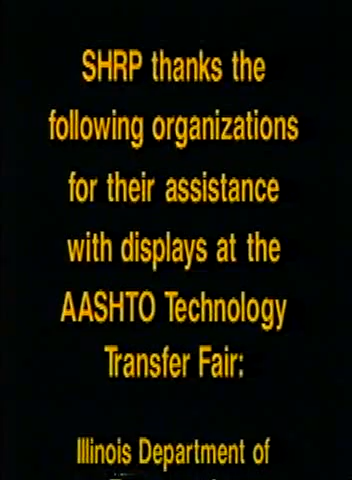 SHRP thanks the
following organizations
for their assistance
with displays at the
AASHTO Technology
Transfer Fair:
Illinois Department of